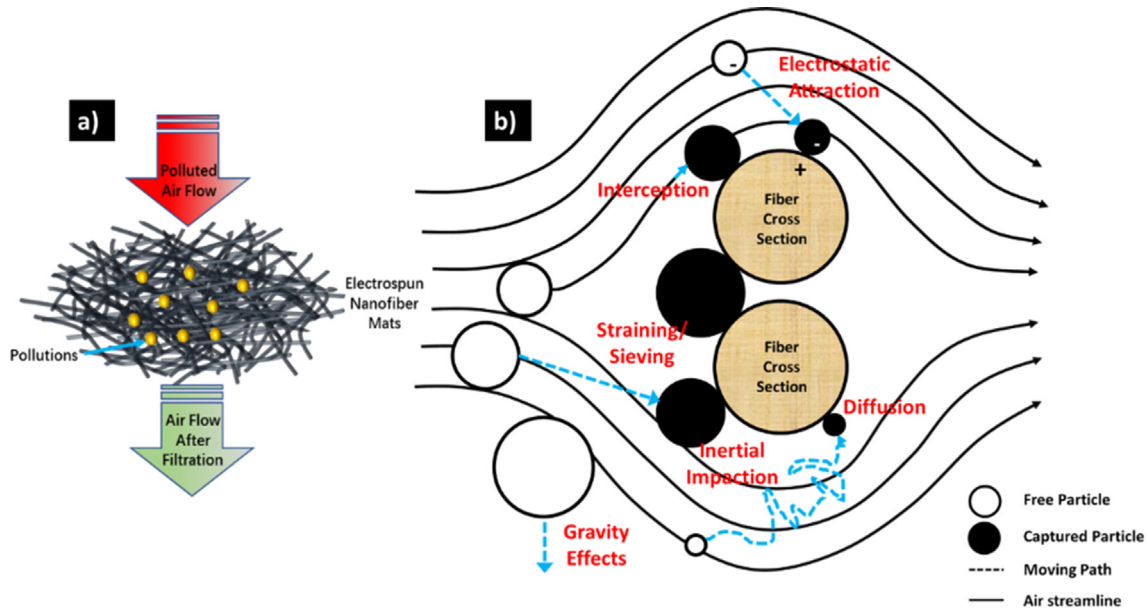 a)
Polluted
Air Flow
Electrospun
Nanofiber
Mats
Pollutions
Air Flow
After
Filtration
b)
-
Electrostatic
Attraction
-
+
Interception
Fiber
Cross
Section
Straining/
Sieving
Fiber
Cross
Section
Diffusion
Inertial
Impaction
Gravity
Effects
Free Particle
Captured Particle
Moving Path
Air streamline